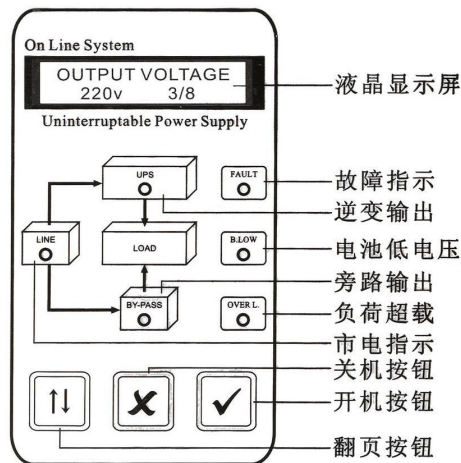 On Line System
OUTPUT VOLTAGE
220v 3/8
液晶显示屏
Uninterruptable Power Supply
UPS
FAULT
故障指示
逆变输出
LINE
LOAD
B.LOW
电池低电压
旁路输出
BY-PASS
OVER L.
负荷超载
市电指示
关机按钮
开机按钮
翻页按钮